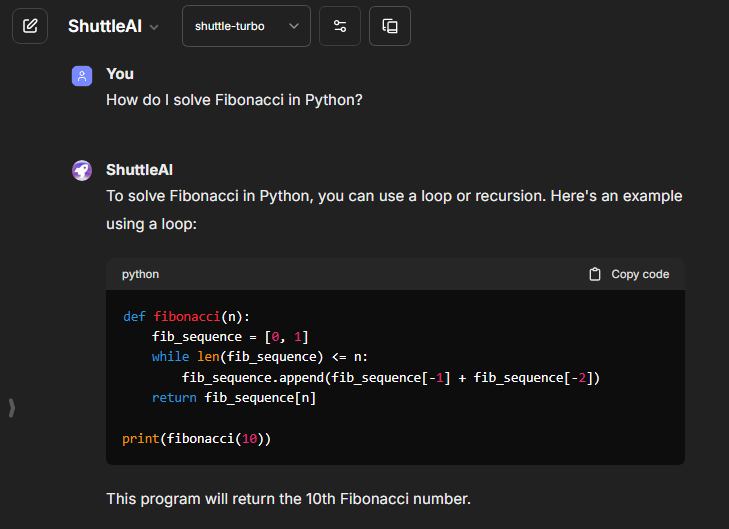 ShuttleAI
shuttle-turbo
You
How do I solve Fibonacci in Python?
ShuttleAI
To solve Fibonacci in Python, you can use a loop or recursion. Here's an example
using a loop:
python
Copy code
def fibonacci(n):
    fib_sequence = [0, 1]
    while len(fib_sequence) <= n:
        fib_sequence.append(fib_sequence[-1] + fib_sequence[-2])
    return fib_sequence[n]
print(fibonacci(10))
This program will return the 10th Fibonacci number.